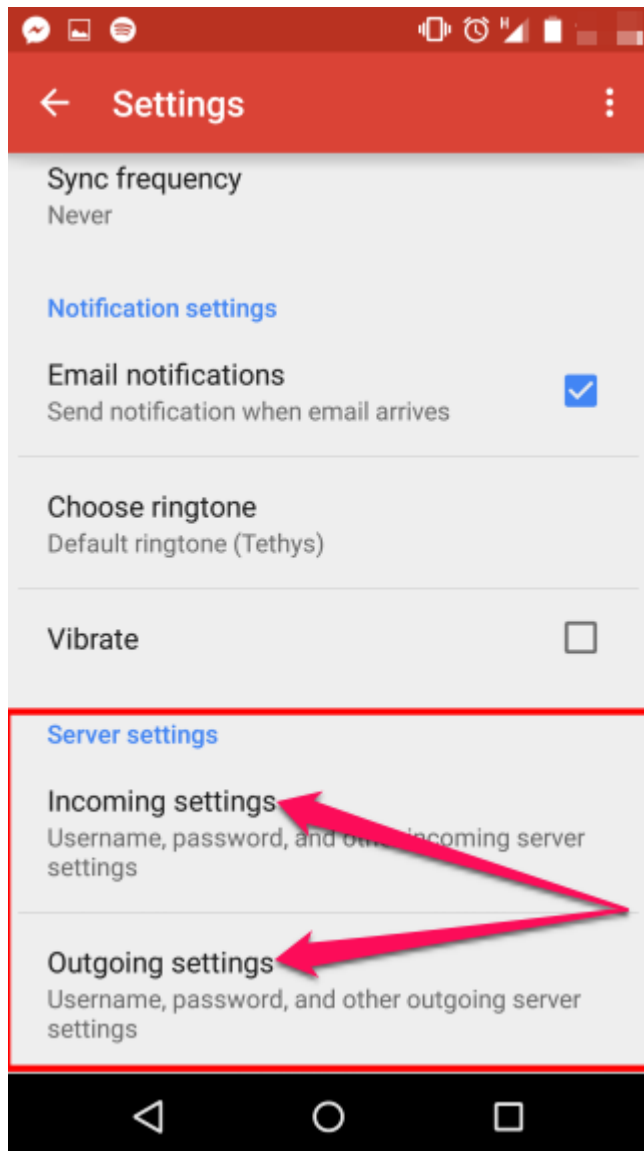 H
Settings
Sync frequency
Never
Notification settings
Email notifications
Send notification when email arrives
Choose ringtone
Default ringtone (Tethys)
Vibrate
Server settings
Incoming settings
Username, password, and other incoming server
settings
Outgoing settings
Username, password, and other outgoing server
settings